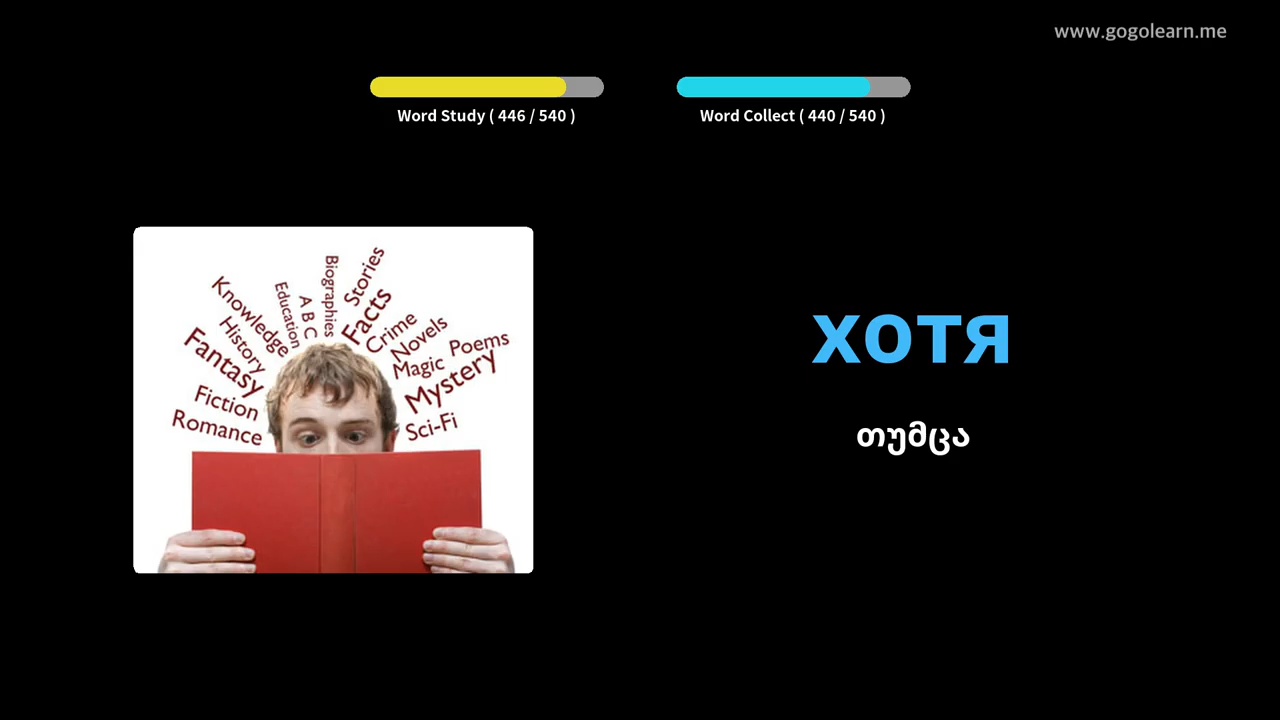 www.gogolearn.me
Word Study ( 446 / 540 )
Word Collect ( 440 / 540 )
Stories
Biographies
Facts
A B C
Education
Knowledge
Crime
Novels
History
Poems
Magic
Fantasy
Mystery
Fiction
Sci-Fi
Romance
хотя
თუმცა